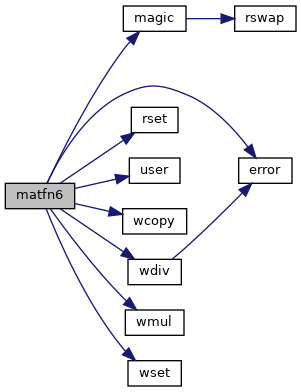 magic
rswap
rset
user
error
matfn6
wcopy
wdiv
wmul
wset